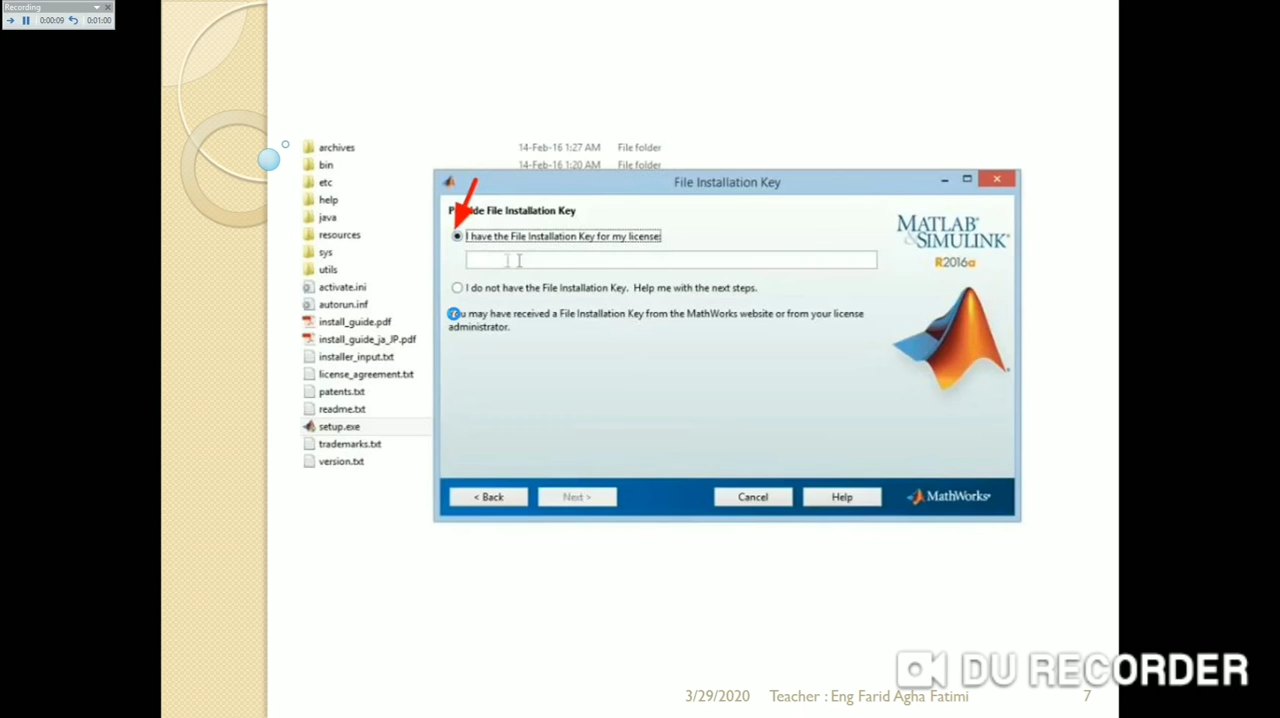 Recording
0:00:09
0:01:00
archives 14-Feb-16 1:27 AM File folder
bin 14-Feb-16 1:20 AM File folder
etc
help
java
resources
sys
utils
activate.ini
autorun.inf
install_guide.pdf
install_guide_ja_JP.pdf
installer_input.txt
license_agreement.txt
patents.txt
readme.txt
setup.exe
trademarks.txt
version.txt
File Installation Key
File Installation Key
I have the File Installation Key for my license:
I do not have the File Installation Key. Help me with the next steps.
You may have received a File Installation Key from the MathWorks website or from your license
administrator.
MATLAB®
&SIMULINK®
R2016a
< Back
Next >
Cancel
Help
MathWorks®
DU RECORDER
3/29/2020 Teacher : Eng Farid Agha Fatimi 7